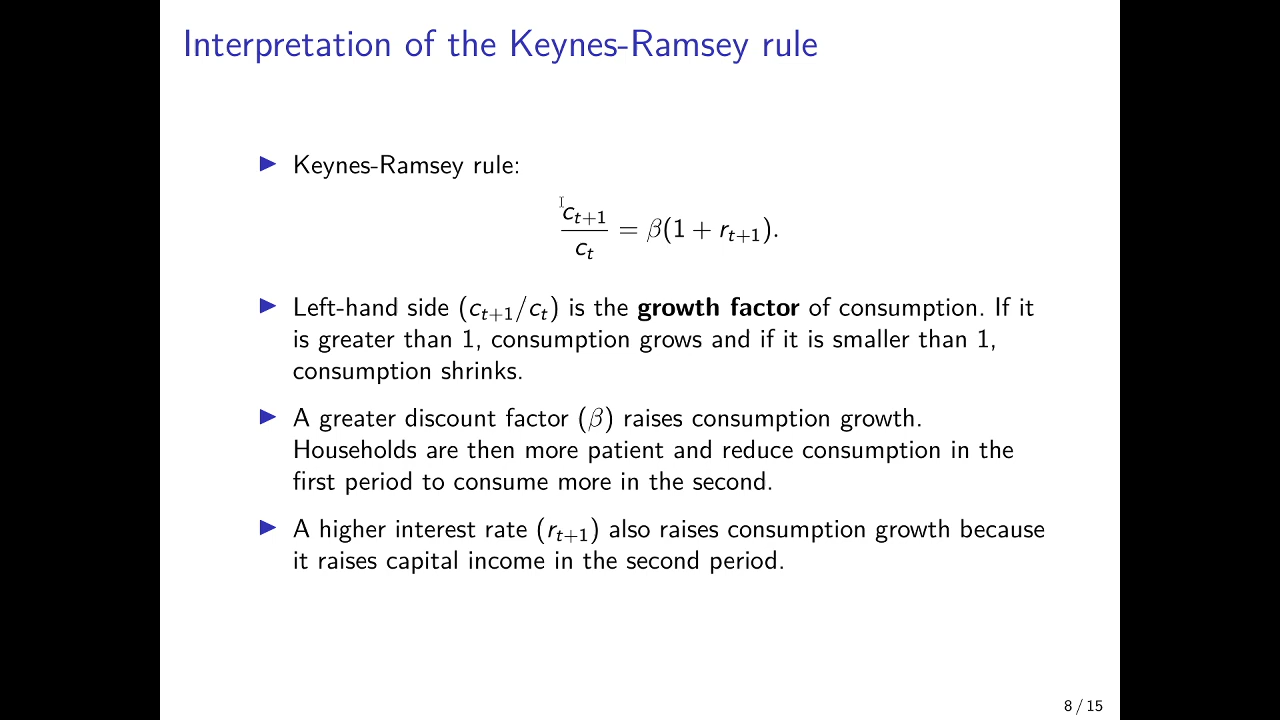 Interpretation of the Keynes-Ramsey rule
▶ Keynes-Ramsey rule:
c_{t+1}/c_t = β(1 + r_{t+1}).
▶ Left-hand side (c_{t+1}/c_t) is the growth factor of consumption. If it
is greater than 1, consumption grows and if it is smaller than 1,
consumption shrinks.
▶ A greater discount factor (β) raises consumption growth.
Households are then more patient and reduce consumption in the
first period to consume more in the second.
▶ A higher interest rate (r_{t+1}) also raises consumption growth because
it raises capital income in the second period.
8 / 15